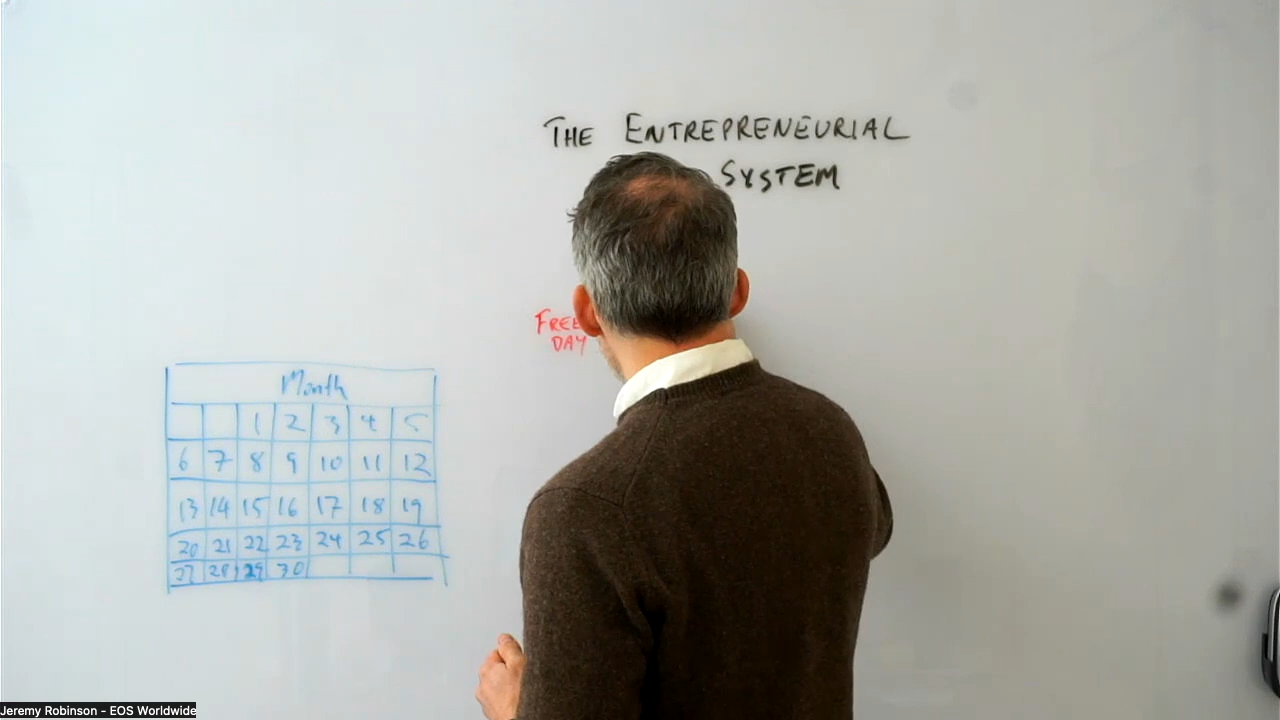 THE ENTREPRENEURIAL
SYSTEM
FREE
DAY
Month
1 2 3 4 5
6 7 8 9 10 11 12
13 14 15 16 17 18 19
20 21 22 23 24 25 26
27 28 29 30
Jeremy Robinson - EOS Worldwide